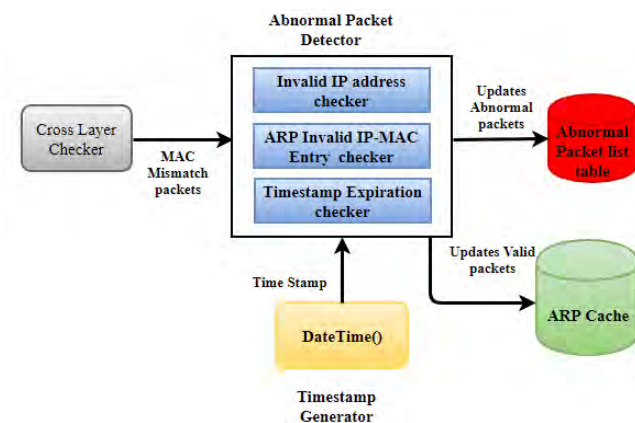 Abnormal Packet
Detector
Invalid IP address
checker
Cross Layer
Checker
MAC
Mismatch
packets
ARP Invalid IP-MAC
Entry checker
Timestamp Expiration
checker
Updates
Abnormal
packets
Abnormal
Packet list
table
Updates Valid
packets
ARP Cache
Time Stamp
DateTime()
Timestamp
Generator